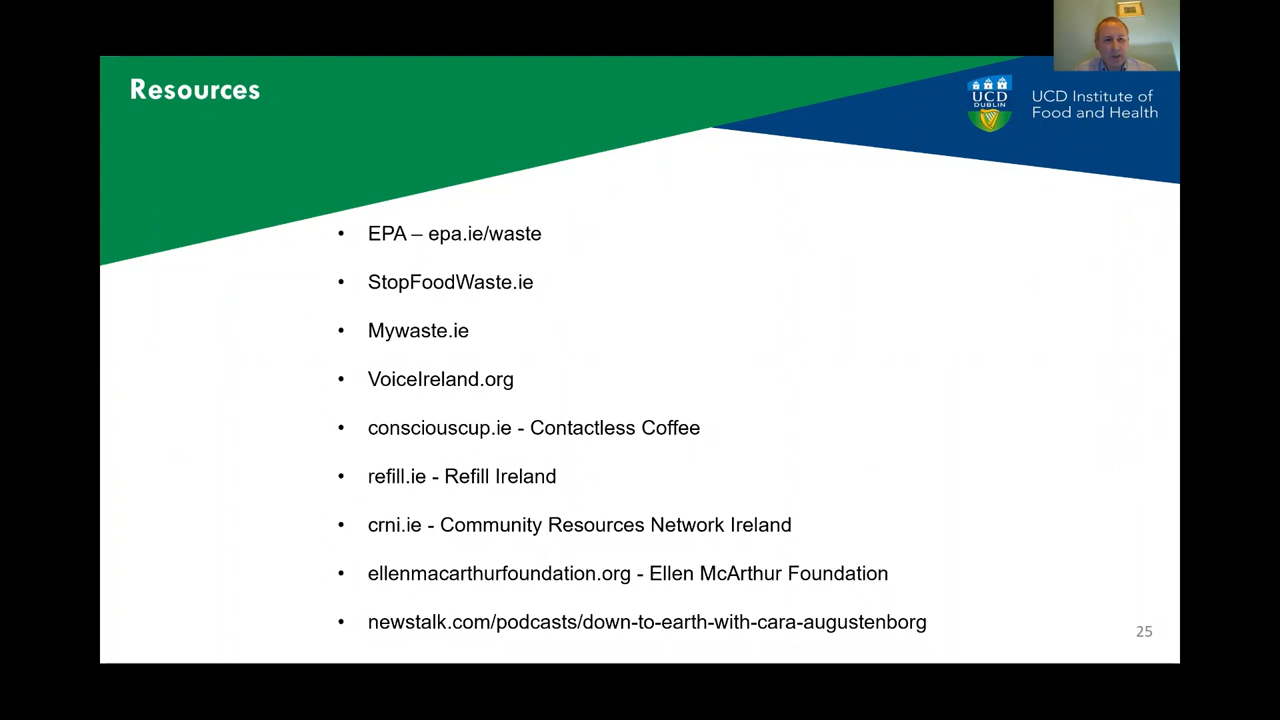 Resources
UCD
DUBLIN
UCD Institute of
Food and Health
• EPA – epa.ie/waste
• StopFoodWaste.ie
• Mywaste.ie
• VoiceIreland.org
• consciouscup.ie - Contactless Coffee
• refill.ie - Refill Ireland
• crni.ie - Community Resources Network Ireland
• ellenmacarthurfoundation.org - Ellen McArthur Foundation
• newstalk.com/podcasts/down-to-earth-with-cara-augustenborg
25